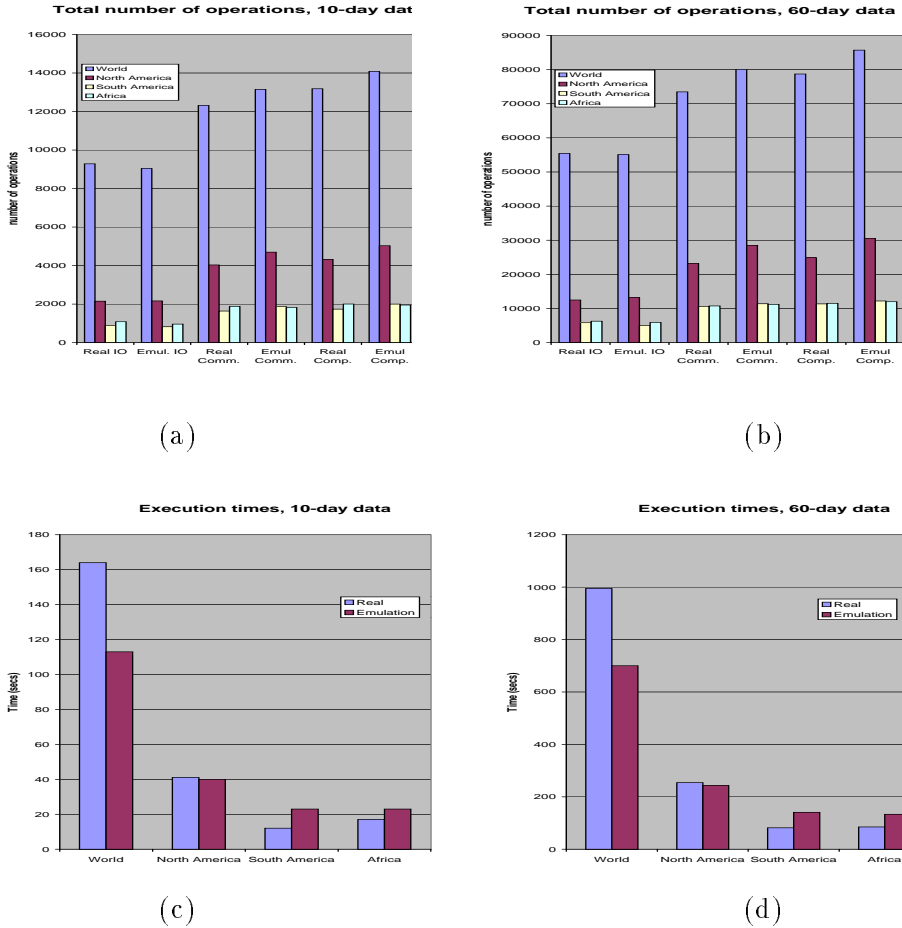 Total number of operations, 10-day dat
16000
14000
12000
10000
8000
6000
4000
2000
0
number of operations
World
North America
South America
Africa
Real IO
Emul. IO
Real Comm.
Emul Comm.
Real Comp.
Emul Comp.
(a)
Total number of operations, 60-day data
90000
80000
70000
60000
50000
40000
30000
20000
10000
0
number of operations
World
North America
South America
Africa
Real IO
Emul. IO
Real Comm.
Emul Comm.
Real Comp.
Emul Comp.
(b)
Execution times, 10-day data
180
160
140
120
100
80
60
40
20
0
Time (secs)
Real
Emulation
World
North America
South America
Africa
(c)
Execution times, 60-day data
1200
1000
800
600
400
200
0
Time (secs)
Real
Emulation
World
North America
South America
Africa
(d)